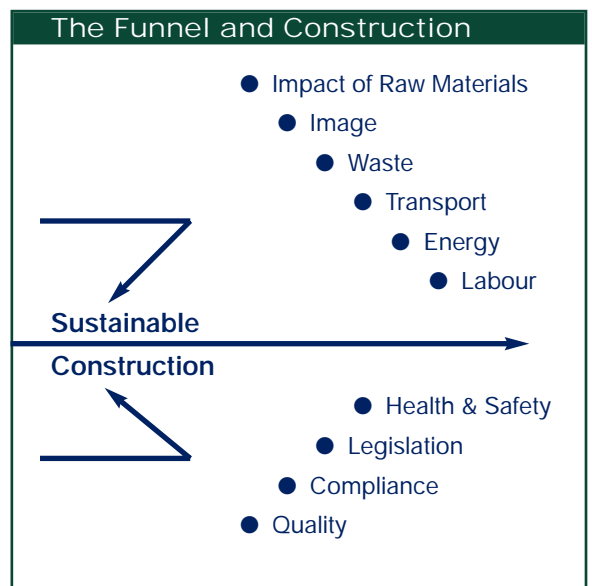 The Funnel and Construction
Impact of Raw Materials
Image
Waste
Transport
Energy
Labour
Sustainable
Construction
Health & Safety
Legislation
Compliance
Quality